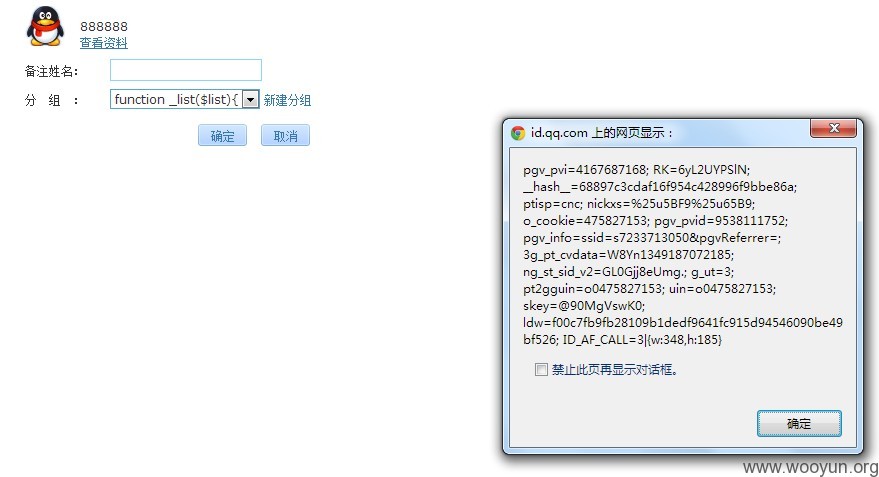 888888
查看资料
备注姓名：
分 组 ： function _list($list){ 新建分组
确定 取消
id.qq.com 上的网页显示：
pgv_pvi=4167687168; RK=6yL2UYPSlN;
__hash__=68897c3cdaf16f954c428996f9bbe86a;
ptisp=cnc; nickxs=%25u5BF9%25u65B9;
o_cookie=475827153; pgv_pvid=9538111752;
pgv_info=ssid=s7233713050&pgvReferrer=;
3g_pt_cvdata=W8Yn1349187072185;
ng_st_sid_v2=GL0Gjj8eUmg.; g_ut=3;
pt2gguin=o0475827153; uin=o0475827153;
skey=@90MgVswK0;
ldw=f00c7fb9fb28109b1dedf9641fc915d94546090be49
bf526; ID_AF_CALL=3|{w:348,h:185}
禁止此页再显示对话框。
确定
www.wooyun.org